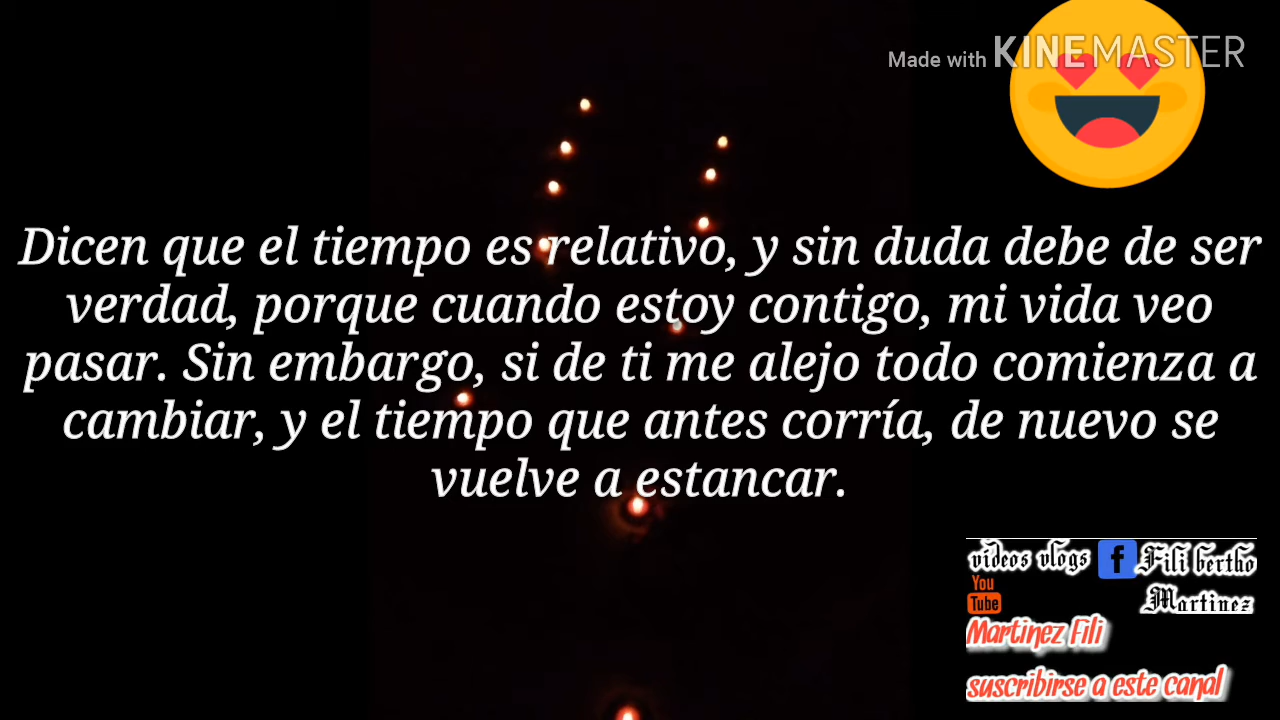 Made with KINEMASTER
Dicen que el tiempo es relativo, y sin duda debe de ser
verdad, porque cuando estoy contigo, mi vida veo
pasar. Sin embargo, si de ti me alejo todo comienza a
cambiar, y el tiempo que antes corría, de nuevo se
vuelve a estancar.
videos vlogs f Fili bertho
You
Tube Martinez
Martinez Fili
suscribirse a este canal